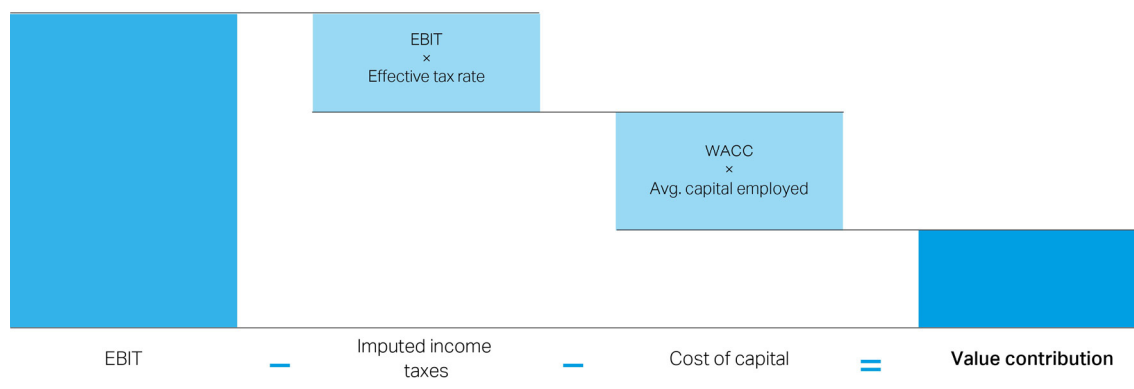 EBIT
×
Effective tax rate
WACC
×
Avg. capital employed
EBIT
–
Imputed income
taxes
–
Cost of capital
=
Value contribution